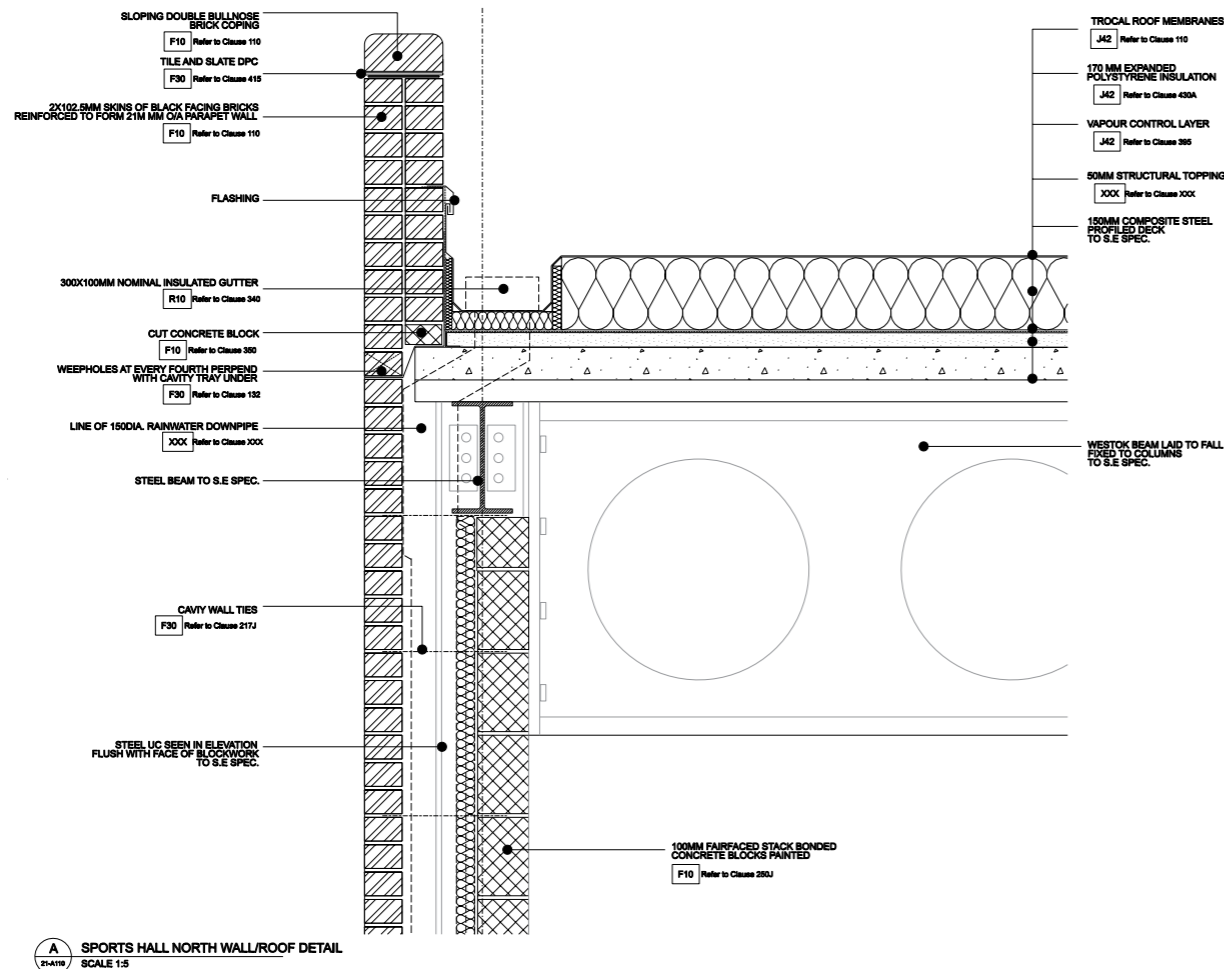 SLOPING DOUBLE BULLNOSE
BRICK COPING
F10 Refer to Clause 110
TILE AND SLATE DPC
F30 Refer to Clause 415
2X102.5MM SKINS OF BLACK FACING BRICKS
REINFORCED TO FORM 21M MM O/A PARAPET WALL
F10 Refer to Clause 110
FLASHING
300X100MM NOMINAL INSULATED GUTTER
R10 Refer to Clause 340
CUT CONCRETE BLOCK
F10 Refer to Clause 350
WEEPHOLES AT EVERY FOURTH PERPEND
WITH CAVITY TRAY UNDER
F30 Refer to Clause 132
LINE OF 150DIA. RAINWATER DOWNPIPE
XXX Refer to Clause XXX
STEEL BEAM TO S.E SPEC.
CAVIY WALL TIES
F30 Refer to Clause 217J
STEEL UC SEEN IN ELEVATION
FLUSH WITH FACE OF BLOCKWORK
TO S.E SPEC.
TROCAL ROOF MEMBRANES
J42 Refer to Clause 110
170 MM EXPANDED
POLYSTYRENE INSULATION
J42 Refer to Clause 430A
VAPOUR CONTROL LAYER
J42 Refer to Clause 395
50MM STRUCTURAL TOPPING
XXX Refer to Clause XXX
150MM COMPOSITE STEEL
PROFILED DECK
TO S.E SPEC.
WESTOK BEAM LAID TO FALL
FIXED TO COLUMNS
TO S.E SPEC.
100MM FAIRFACED STACK BONDED
CONCRETE BLOCKS PAINTED
F10 Refer to Clause 250J
A SPORTS HALL NORTH WALL/ROOF DETAIL
21-A110 SCALE 1:5